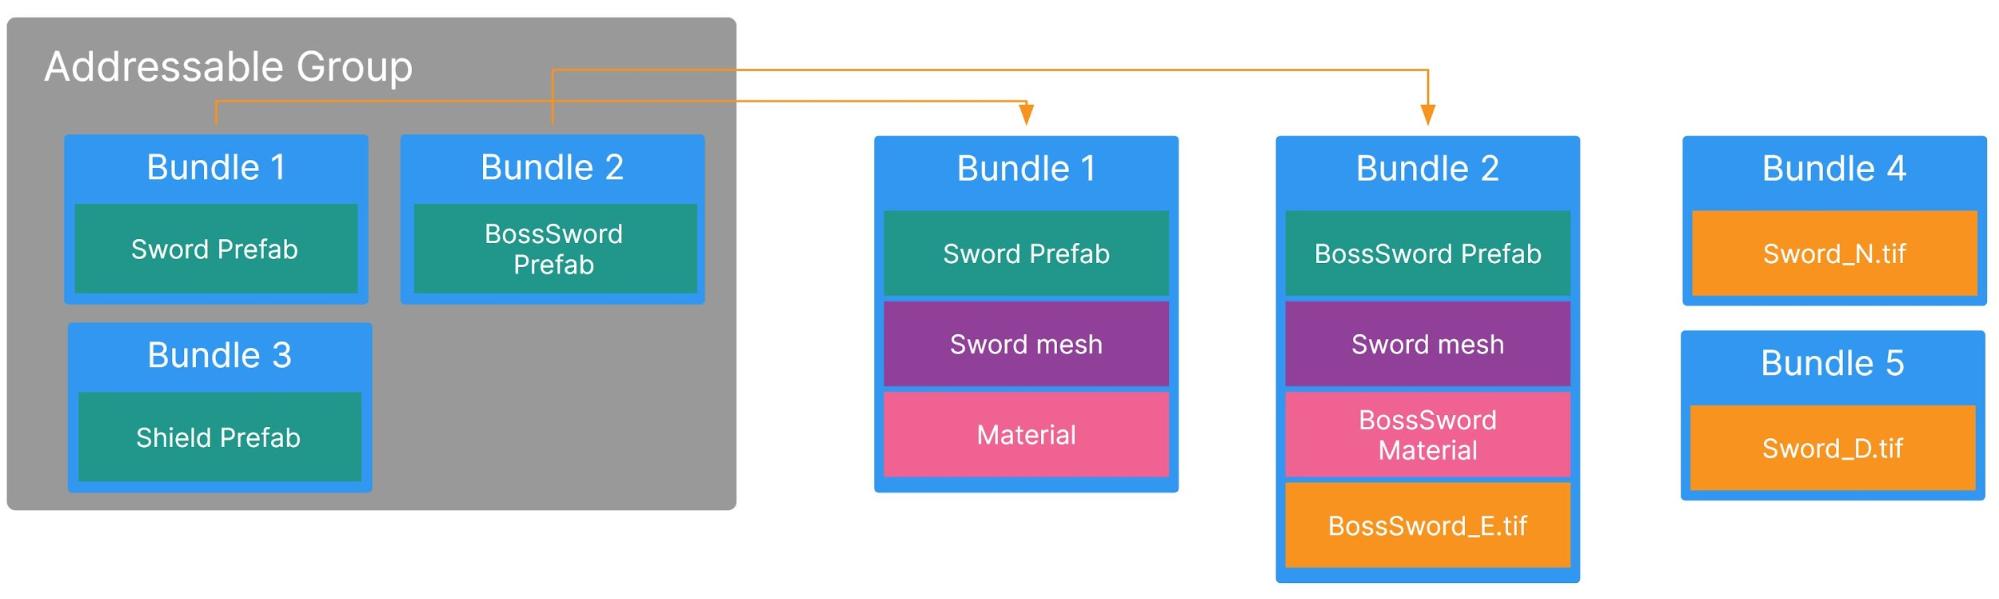 Addressable Group
Bundle 1
Sword Prefab
Bundle 2
BossSword
Prefab
Bundle 3
Shield Prefab
Bundle 1
Sword Prefab
Sword mesh
Material
Bundle 2
BossSword Prefab
Sword mesh
BossSword
Material
BossSword_E.tif
Bundle 4
Sword_N.tif
Bundle 5
Sword_D.tif